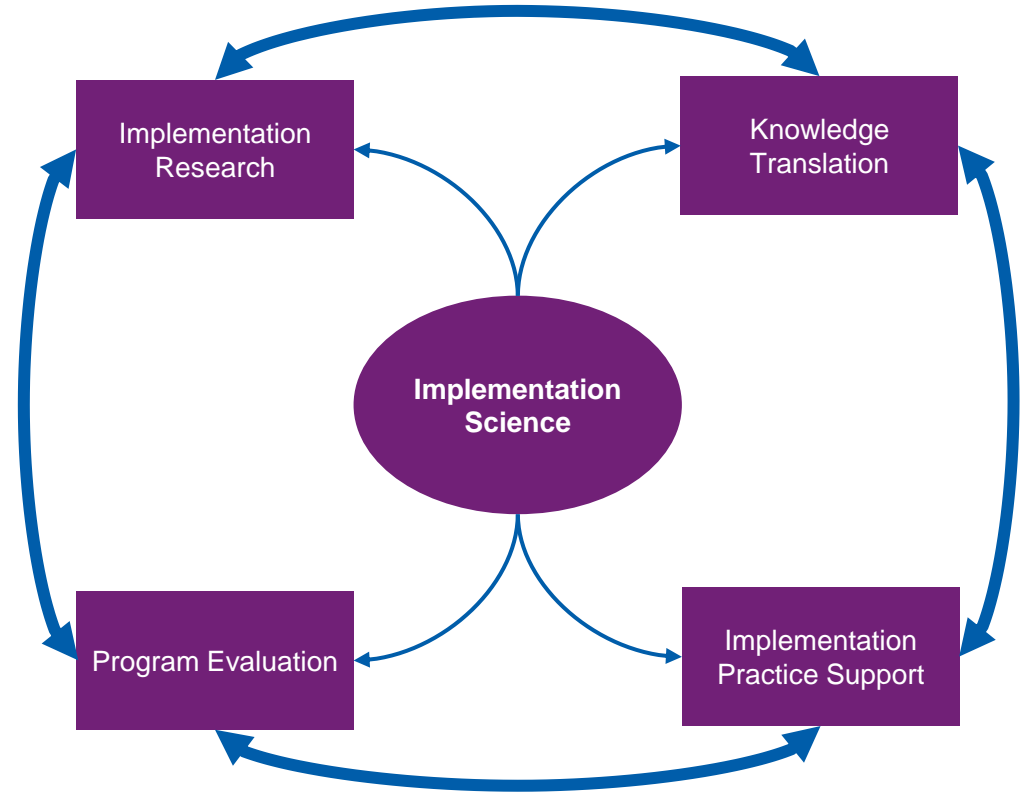 Implementation
Research
Knowledge
Translation
Implementation
Science
Program Evaluation
Implementation
Practice Support